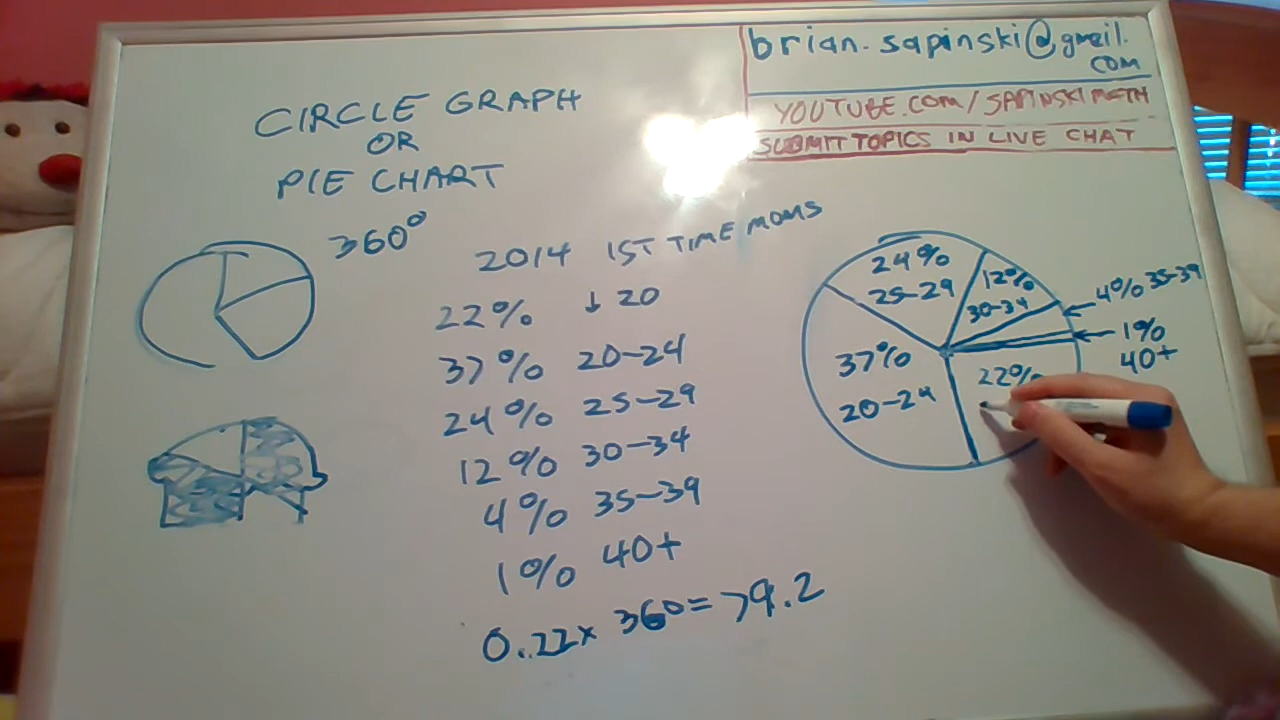 brian.sapinski@gmail.
com
YOUTUBE.COM/SAPINSKIMATH
SUBMIT TOPICS IN LIVE CHAT
CIRCLE GRAPH
OR
PIE CHART
360°
2014 1ST TIME MOMS
22% ↓ 20
37% 20-24
24% 25-29
12% 30-34
4% 35-39
1% 40+
0.22 x 360 = 79.2
24%
25-29
12%
30-34
4% 35-39
1%
40+
37%
20-24
22%